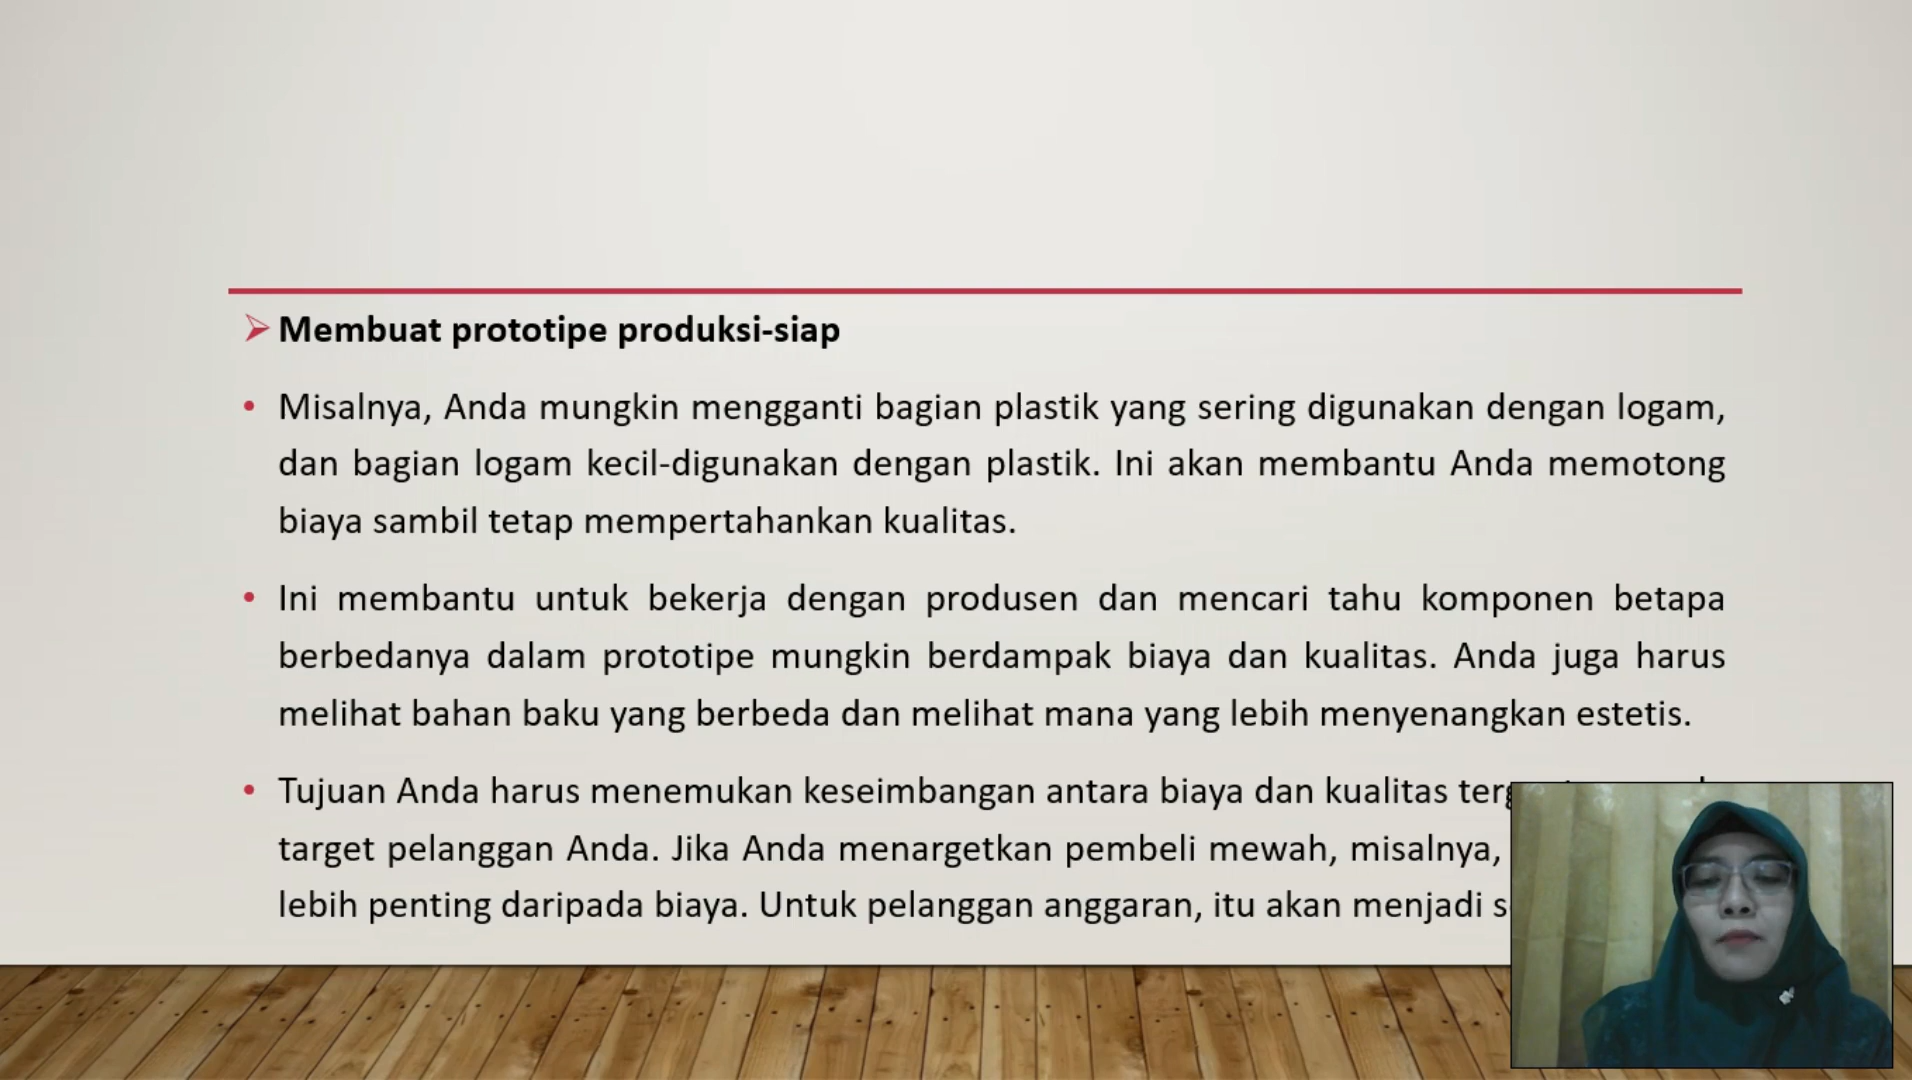 Membuat prototipe produksi-siap
Misalnya, Anda mungkin mengganti bagian plastik yang sering digunakan dengan logam,
dan bagian logam kecil-digunakan dengan plastik. Ini akan membantu Anda memotong
biaya sambil tetap mempertahankan kualitas.
Ini membantu untuk bekerja dengan produsen dan mencari tahu komponen betapa
berbedanya dalam prototipe mungkin berdampak biaya dan kualitas. Anda juga harus
melihat bahan baku yang berbeda dan melihat mana yang lebih menyenangkan estetis.
Tujuan Anda harus menemukan keseimbangan antara biaya dan kualitas
target pelanggan Anda. Jika Anda menargetkan pembeli mewah, misalnya,
lebih penting daripada biaya. Untuk pelanggan anggaran, itu akan menjadi